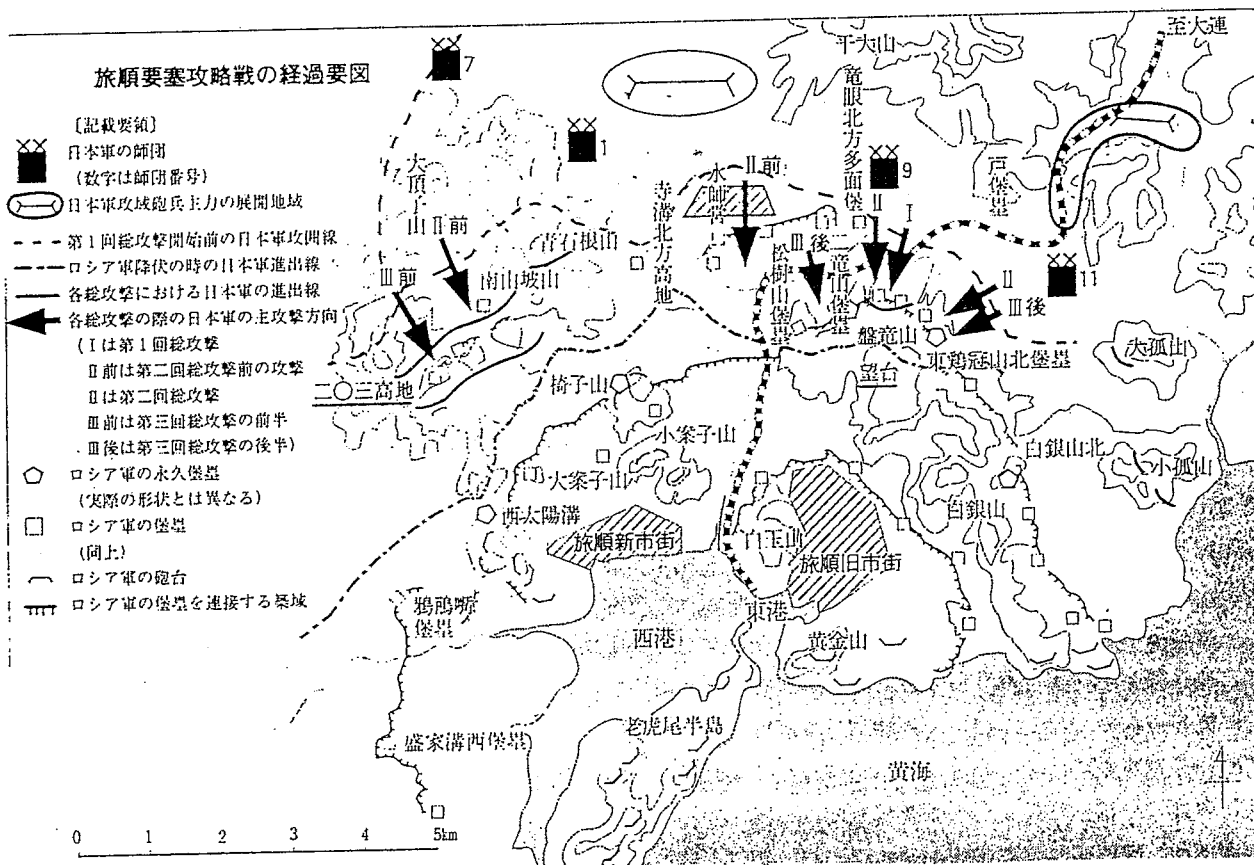 旅順要塞攻略戦の経過要図
〔記載要領〕
日本軍の師団
(数字は師団番号)
日本軍攻城砲兵主力の展開地域
第1回総攻撃開始前の日本軍攻囲線
ロシア軍降伏の時の日本軍進出線
各総攻撃における日本軍の進出線
各総攻撃の際の日本軍の主攻撃方向
(Ⅰは第1回総攻撃
Ⅱ前は第二回総攻撃前の攻撃
Ⅱは第二回総攻撃
Ⅲ前は第三回総攻撃の前半
Ⅲ後は第三回総攻撃の後半)
ロシア軍の永久堡塁
(実際の形状とは異なる)
ロシア軍の堡塁
(同上)
ロシア軍の砲台
ロシア軍の堡塁を連接する築城
7
1
9
11
至大連
干大山
竜眼北方多面堡
水師営
Ⅱ前
寺溝北方高地
大頂子山
Ⅱ前
青石根山
Ⅲ前
南山坡山
二〇三高地
Ⅲ後
松樹山堡塁
二竜山堡塁
Ⅱ
Ⅰ
Ⅱ
Ⅲ後
盤竜山
望台
東鶏冠山北堡塁
大孤山
小孤山
椅子山
小案子山
大案子山
西太陽溝
旅順新市街
白玉山
旅順旧市街
白銀山北
白銀山
東港
西港
黄金山
鴉鳲嘴堡塁
盛家溝西堡塁
老虎尾半島
黄海
0
1
2
3
4
5km